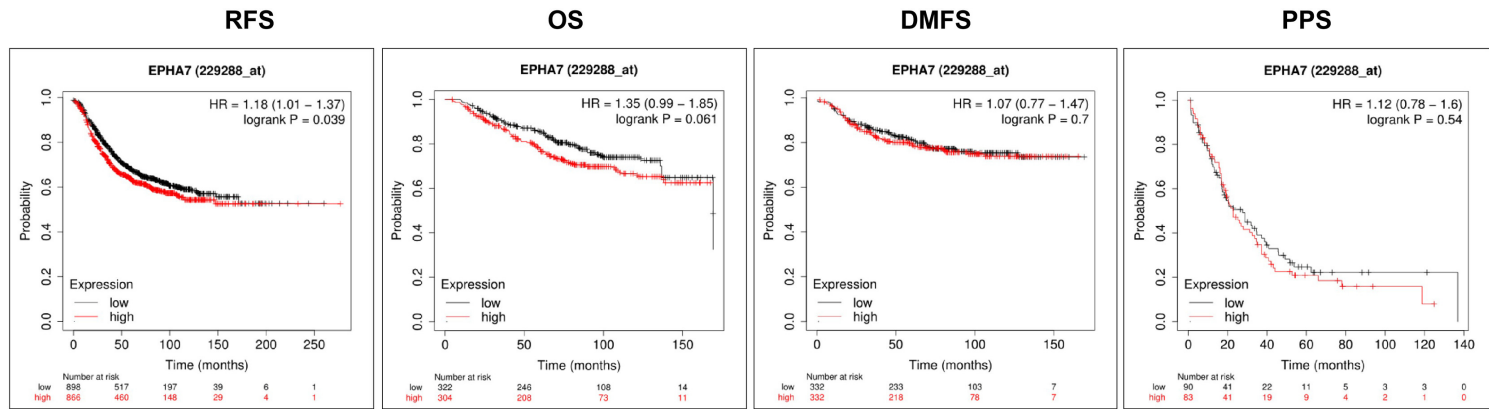 RFS
OS
DMFS
PPS
EPHA7 (229288_at)
HR = 1.18 (1.01 − 1.37)
logrank P = 0.039
Probability
1.0
0.8
0.6
0.4
0.2
0.0
Expression
low
high
0 50 100 150 200 250
Time (months)
Number at risk
low 898 517 197 39 6 1
high 866 460 148 29 4 1
EPHA7 (229288_at)
HR = 1.35 (0.99 − 1.85)
logrank P = 0.061
Probability
1.0
0.8
0.6
0.4
0.2
0.0
Expression
low
high
0 50 100 150
Time (months)
Number at risk
low 322 246 108 14
high 304 208 73 11
EPHA7 (229288_at)
HR = 1.07 (0.77 − 1.47)
logrank P = 0.7
Probability
1.0
0.8
0.6
0.4
0.2
0.0
Expression
low
high
0 50 100 150
Time (months)
Number at risk
low 332 233 103 7
high 332 218 78 7
EPHA7 (229288_at)
HR = 1.12 (0.78 − 1.6)
logrank P = 0.54
Probability
1.0
0.8
0.6
0.4
0.2
0.0
Expression
low
high
0 20 40 60 80 100 120 140
Time (months)
Number at risk
low 90 41 22 11 5 3 3 0
high 83 41 19 9 4 2 1 0